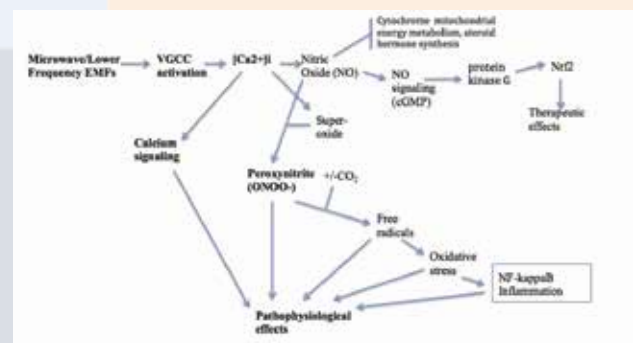 Cytochrome mitochondrial
energy metabolism, steroid
hormone synthesis
Microwave/Lower
Frequency EMFs
VGCC
activation
[Ca2+]i
Nitric
Oxide (NO)
NO
signaling
(cGMP)
protein
kinase G
Nrf2
Therapeutic
effects
Super-
oxide
Calcium
signaling
Peroxynitrite
(ONOO-)
+/-CO2
Free
radicals
Oxidative
stress
NF-kappaB
Inflammation
Pathophysiological
effects